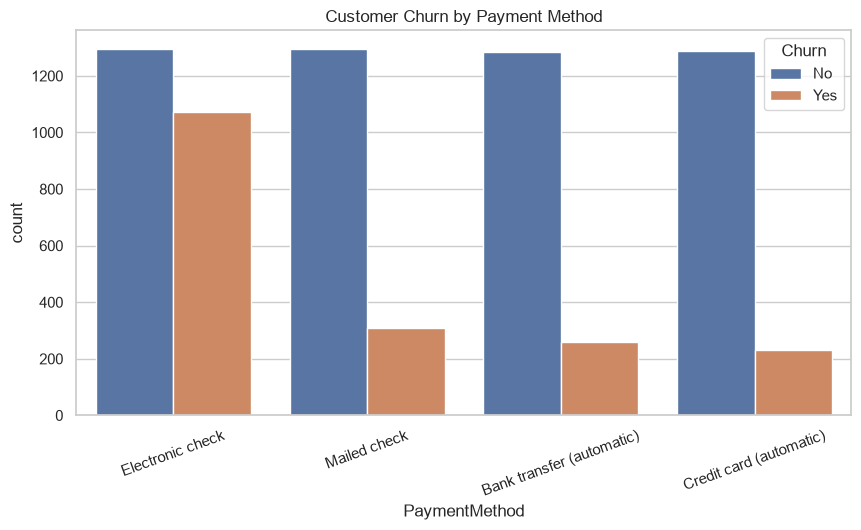 Customer Churn by Payment Method
Churn
No
Yes
count
1200
1000
800
600
400
200
0
Electronic check
Mailed check
Bank transfer (automatic)
Credit card (automatic)
PaymentMethod